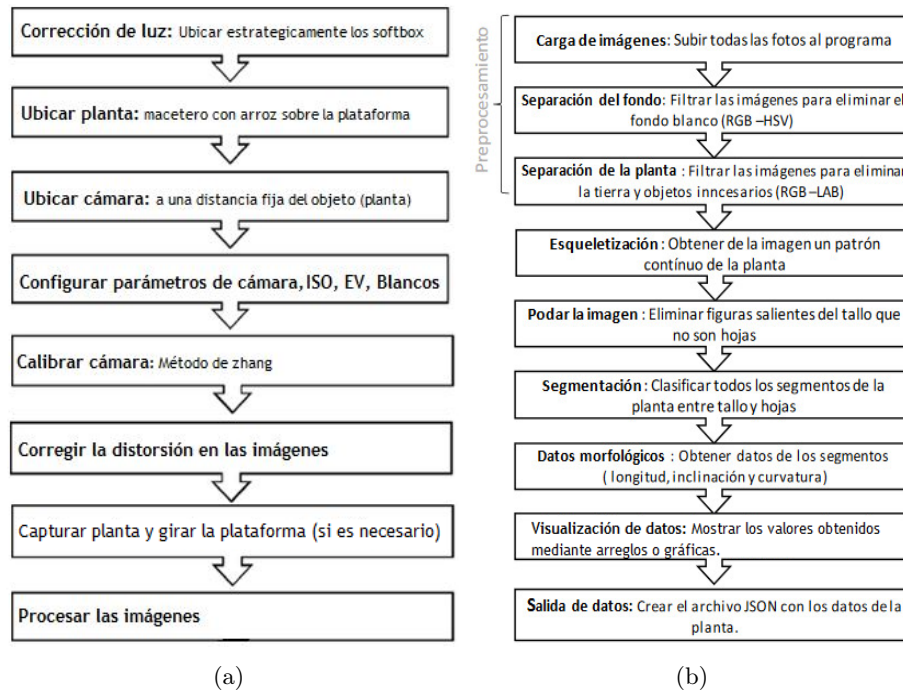 Corrección de luz: Ubicar estrategicamente los softbox
Ubicar planta: macetero con arroz sobre la plataforma
Ubicar cámara: a una distancia fija del objeto (planta)
Configurar parámetros de cámara, ISO, EV, Blancos
Calibrar cámara: Método de zhang
Corregir la distorsión en las imágenes
Capturar planta y girar la plataforma (si es necesario)
Procesar las imágenes
(a)
Preprocesamiento
Carga de imágenes: Subir todas las fotos al programa
Separación del fondo: Filtrar las imágenes para eliminar el
fondo blanco (RGB –HSV)
Separación de la planta : Filtrar las imágenes para eliminar
la tierra y objetos inncesarios (RGB –LAB)
Esqueletización : Obtener de la imagen un patrón
contínuo de la planta
Podar la imagen : Eliminar figuras salientes del tallo que
no son hojas
Segmentación : Clasificar todos los segmentos de la
planta entre tallo y hojas
Datos morfológicos : Obtener datos de los segmentos
( longitud, inclinación y curvatura)
Visualización de datos: Mostrar los valores obtenidos
mediante arreglos o gráficas.
Salida de datos: Crear el archivo JSON con los datos de la
planta.
(b)